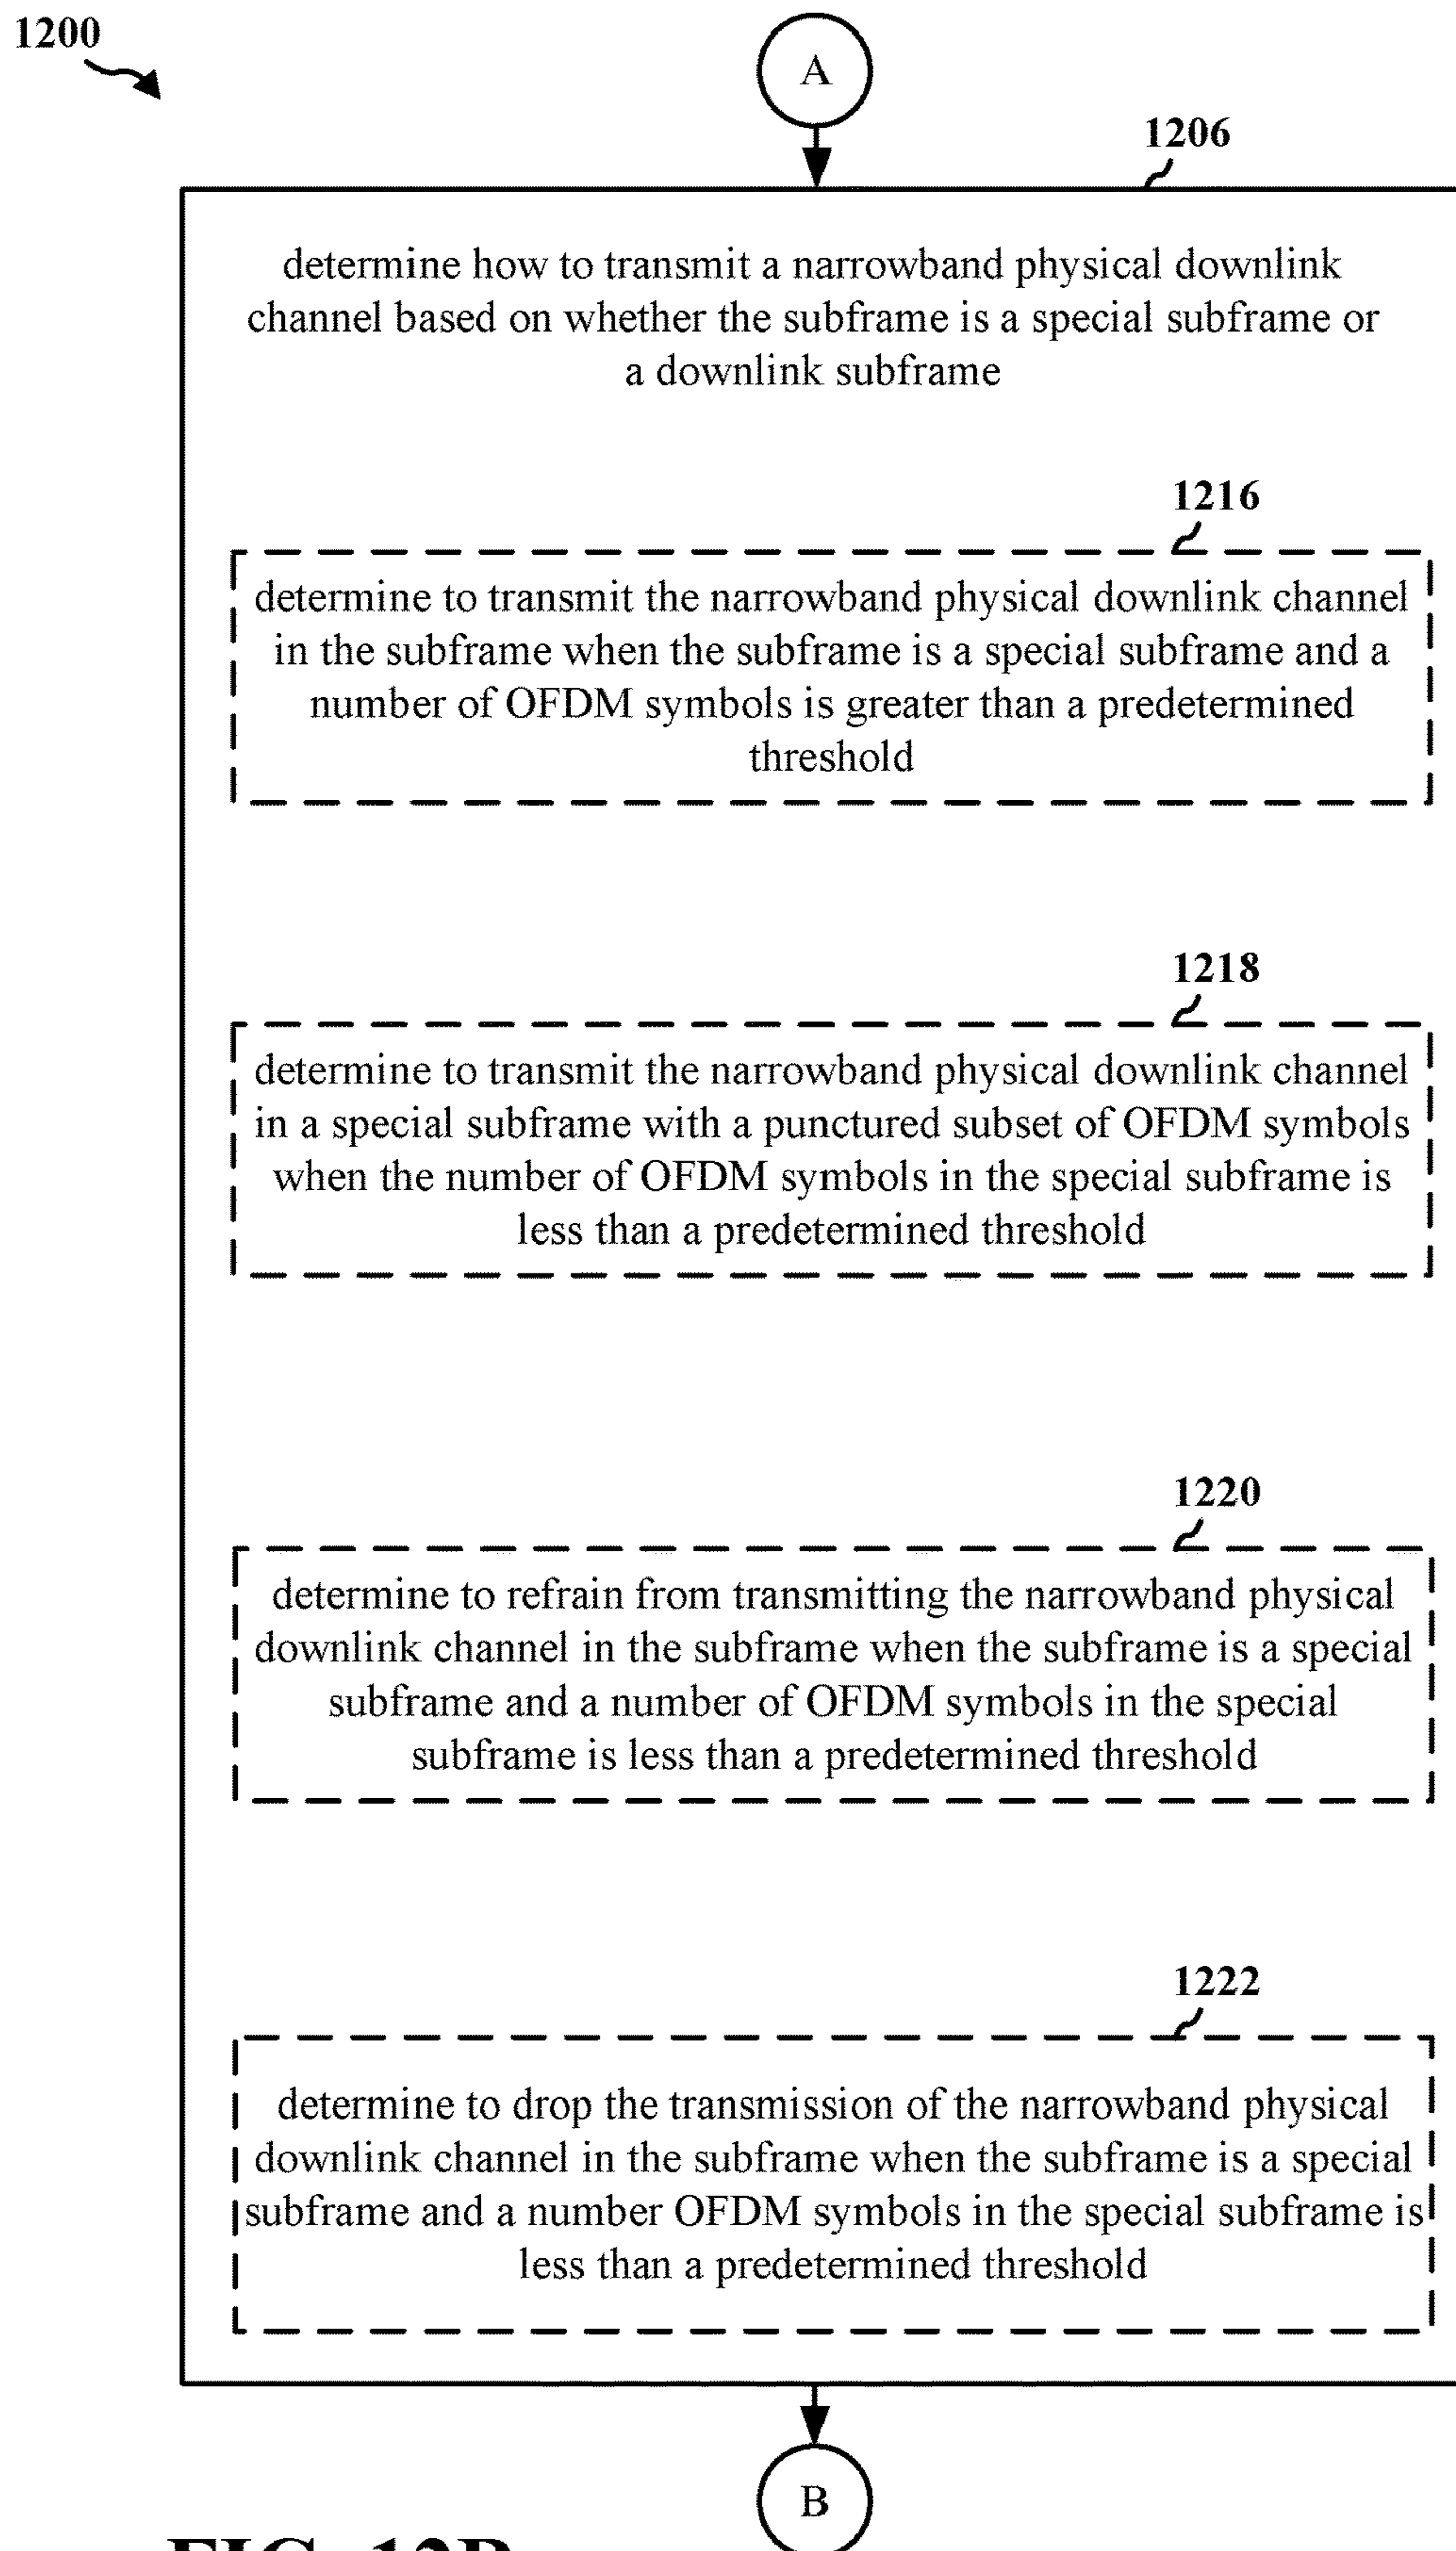 1200
A
1206
determine how to transmit a narrowband physical downlink
channel based on whether the subframe is a special subframe or
a downlink subframe
1216
determine to transmit the narrowband physical downlink channel
in the subframe when the subframe is a special subframe and a
number of OFDM symbols is greater than a predetermined
threshold
1218
determine to transmit the narrowband physical downlink channel
in a special subframe with a punctured subset of OFDM symbols
when the number of OFDM symbols in the special subframe is
less than a predetermined threshold
1220
determine to refrain from transmitting the narrowband physical
downlink channel in the subframe when the subframe is a special
subframe and a number of OFDM symbols in the special
subframe is less than a predetermined threshold
1222
determine to drop the transmission of the narrowband physical
downlink channel in the subframe when the subframe is a special
subframe and a number OFDM symbols in the special subframe is
less than a predetermined threshold
B